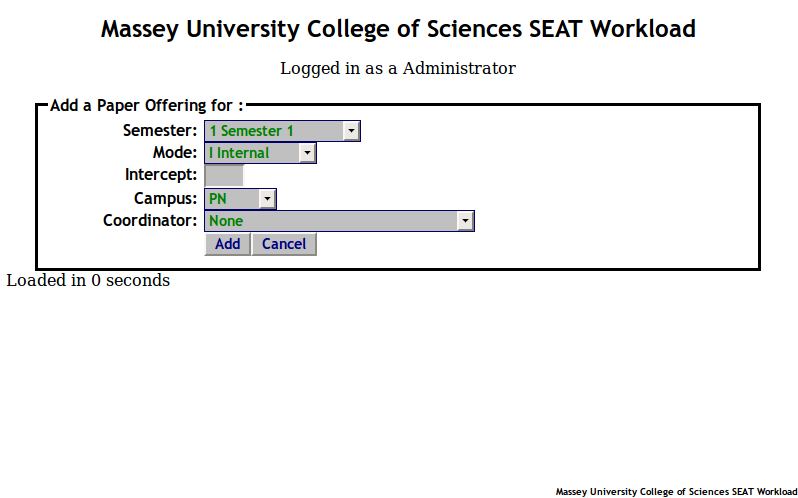 Massey University College of Sciences SEAT Workload
Logged in as a Administrator
Add a Paper Offering for :
Semester: 1 Semester 1
Mode: I Internal
Intercept:
Campus: PN
Coordinator: None
Add Cancel
Loaded in 0 seconds
Massey University College of Sciences SEAT Workload